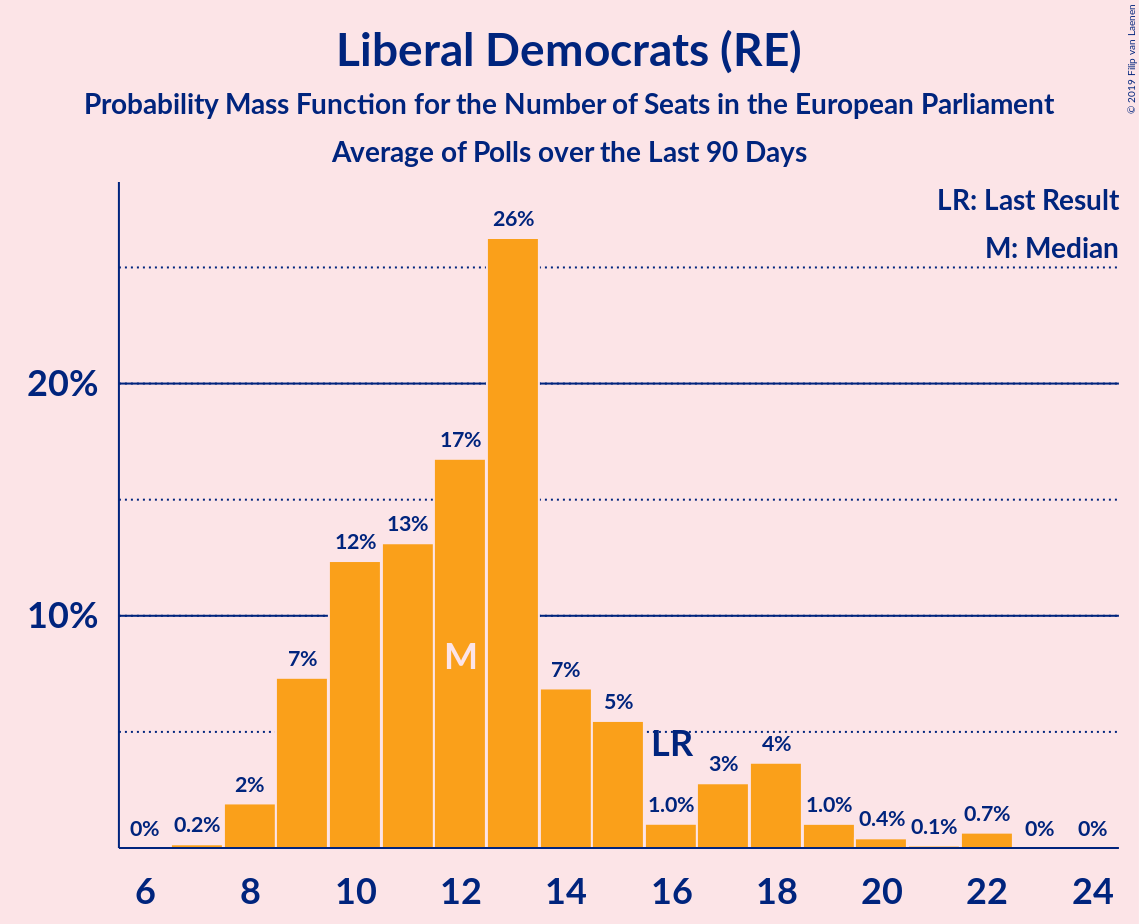 Liberal Democrats (RE)
Probability Mass Function for the Number of Seats in the European Parliament
Average of Polls over the Last 90 Days
© 2019 Filip van Laenen
LR: Last Result
M: Median
20%
10%
0%
0.2%
2%
7%
12%
13%
17%
26%
7%
5%
1.0%
3%
4%
1.0%
0.4%
0.1%
0.7%
0%
0%
M
LR
6 8 10 12 14 16 18 20 22 24